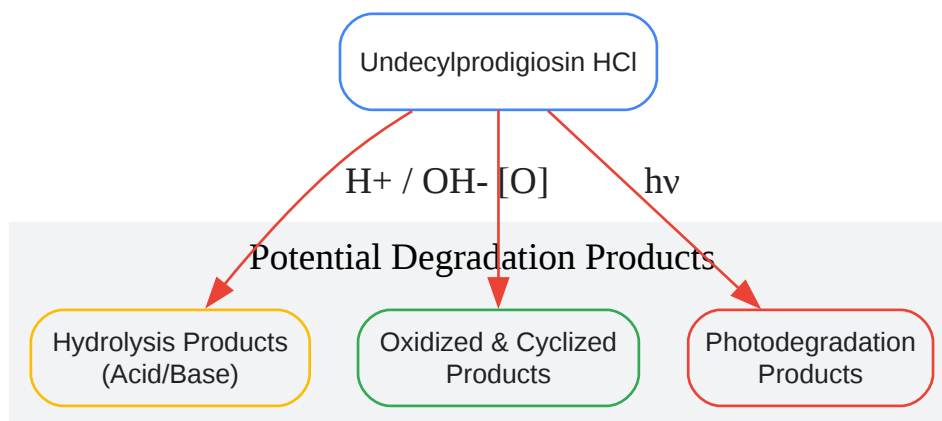 Undecylprodigiosin HCl
H+ / OH- [O] hν
Potential Degradation Products
Hydrolysis Products
(Acid/Base)
Oxidized & Cyclized
Products
Photodegradation
Products